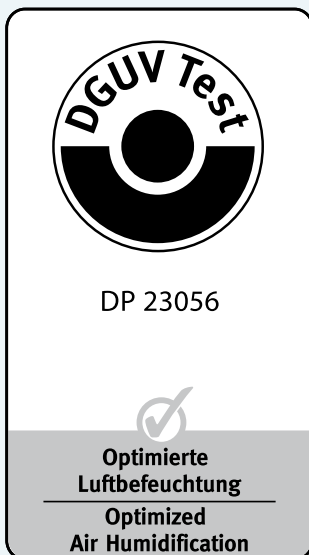 DGUV Test
DP 23056
Optimierte
Luftbefeuchtung
Optimized
Air Humidification